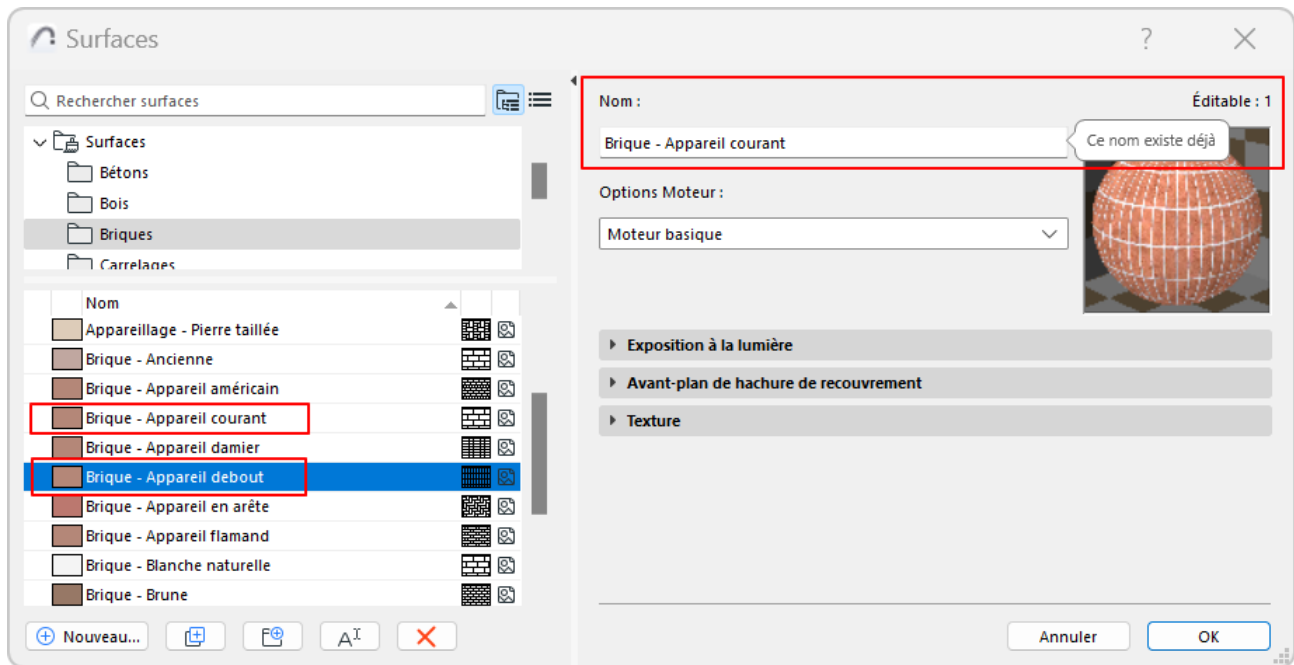 Surfaces
?
Rechercher surfaces
Surfaces
Bétons
Bois
Briques
Carrelages
Nom
Appareillage - Pierre taillée
Brique - Ancienne
Brique - Appareil américain
Brique - Appareil courant
Brique - Appareil damier
Brique - Appareil debout
Brique - Appareil en arête
Brique - Appareil flamand
Brique - Blanche naturelle
Brique - Brune
Nouveau...
Nom :
Éditable : 1
Brique - Appareil courant
Ce nom existe déjà
Options Moteur :
Moteur basique
Exposition à la lumière
Avant-plan de hachure de recouvrement
Texture
Annuler
OK